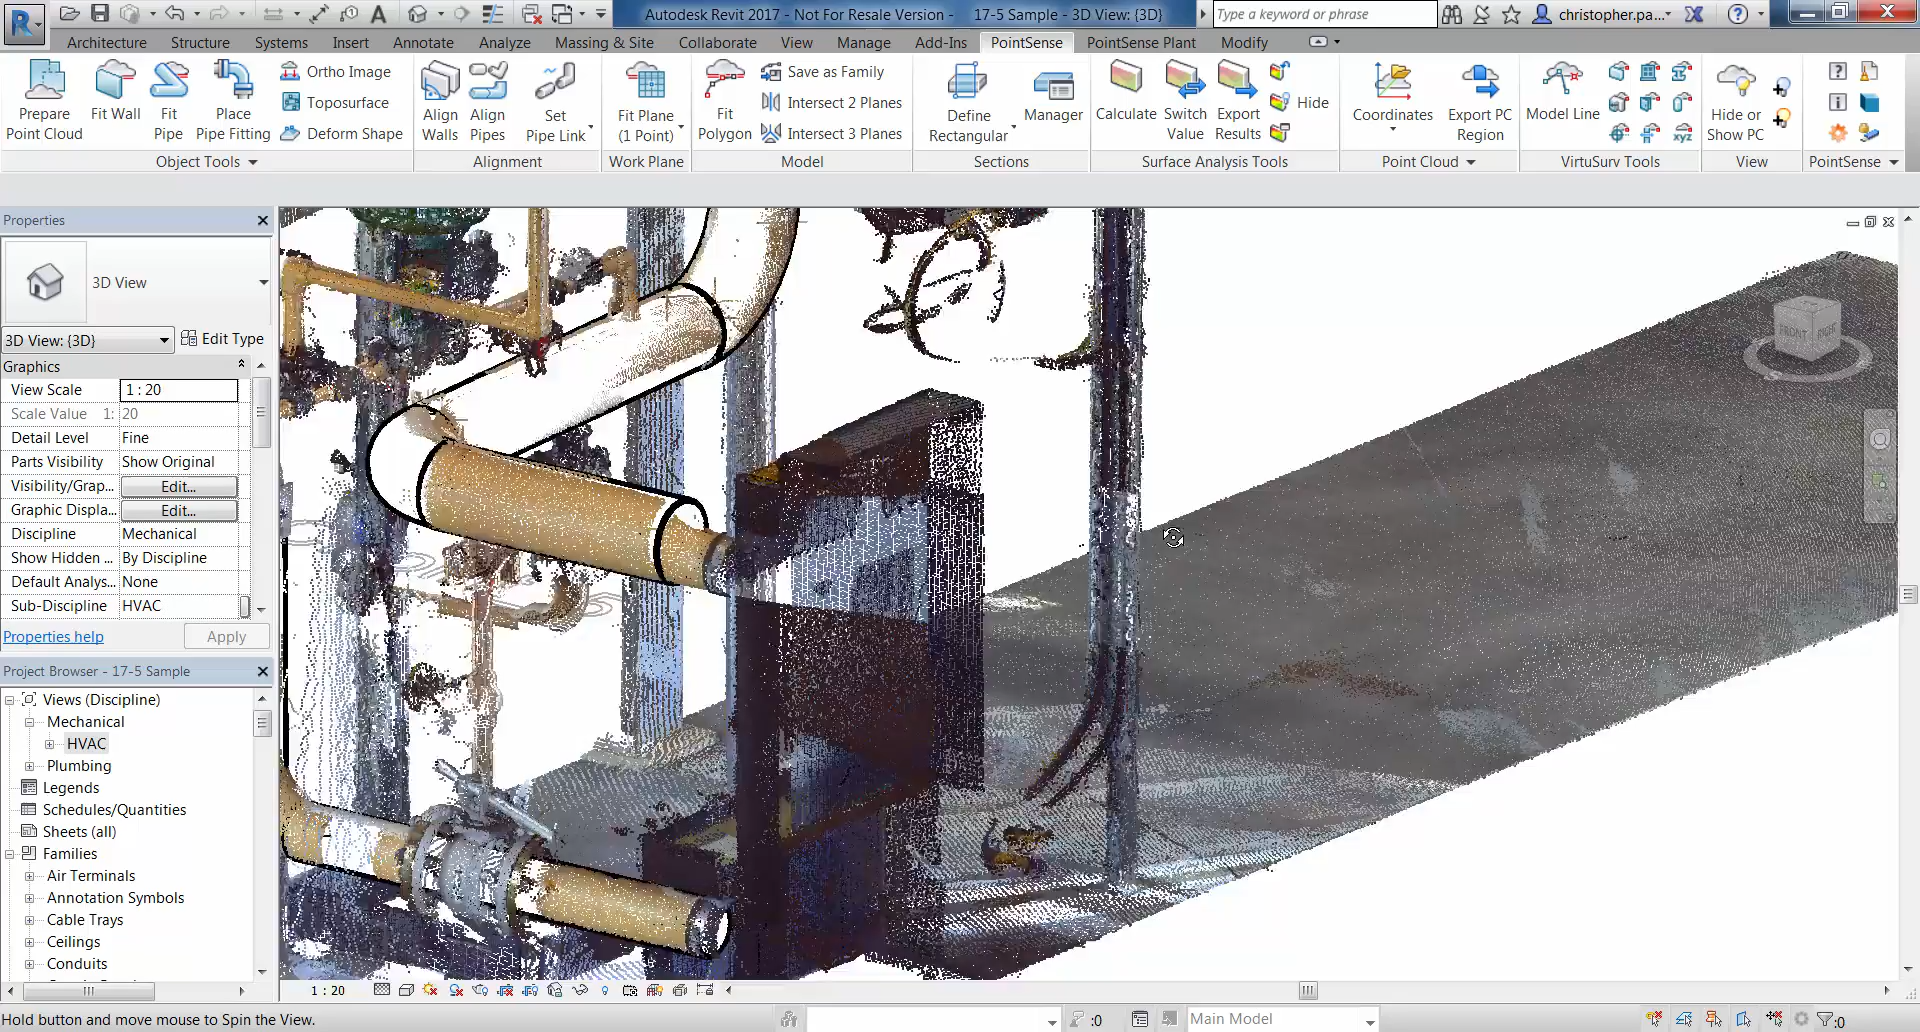 Autodesk Revit 2017 - Not For Resale Version - 17-5 Sample - 3D View: {3D}
Type a keyword or phrase
christopher.pa...
Architecture Structure Systems Insert Annotate Analyze Massing & Site Collaborate View Manage Add-Ins PointSense PointSense Plant Modify
Prepare Point Cloud
Fit Wall
Fit Pipe
Place Pipe Fitting
Ortho Image
Toposurface
Deform Shape
Align Walls
Align Pipes
Set Pipe Link
Fit Plane (1 Point)
Fit Polygon
Save as Family
Intersect 2 Planes
Intersect 3 Planes
Define Rectangular
Manager
Calculate
Switch Value
Export Results
Hide
Coordinates
Export PC Region
Model Line
xyz
Hide or Show PC
Object Tools Alignment Work Plane Model Sections Surface Analysis Tools Point Cloud VirtuSurv Tools View PointSense
Properties
3D View
3D View: {3D} Edit Type
Graphics
View Scale 1 : 20
Scale Value 1: 20
Detail Level Fine
Parts Visibility Show Original
Visibility/Grap... Edit...
Graphic Displa... Edit...
Discipline Mechanical
Show Hidden ... By Discipline
Default Analys... None
Sub-Discipline HVAC
Properties help Apply
Project Browser - 17-5 Sample
Views (Discipline)
Mechanical
HVAC
Plumbing
Legends
Schedules/Quantities
Sheets (all)
Families
Air Terminals
Annotation Symbols
Cable Trays
Ceilings
Conduits
FRONT RIGHT
1 : 20
Hold button and move mouse to Spin the View.
:0
Main Model
:0